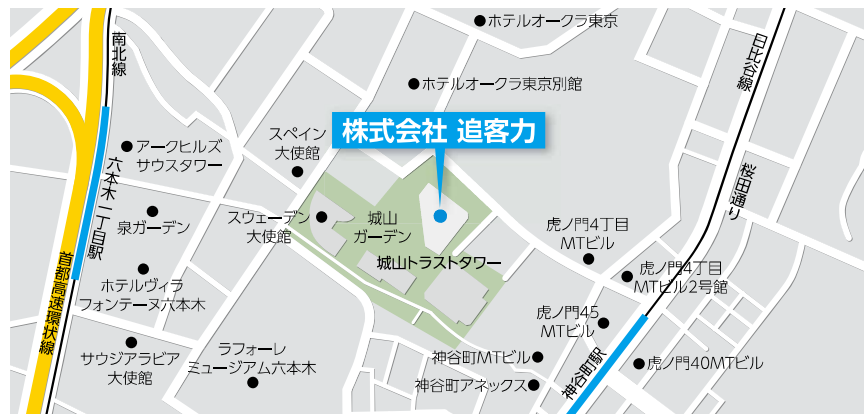 ホテルオークラ東京
南北線
日比谷線
ホテルオークラ東京別館
株式会社 追客力
スペイン
大使館
アークヒルズ
サウスタワー
六本木一丁目駅
桜田通り
泉ガーデン
スウェーデン
大使館
城山
ガーデン
虎ノ門4丁目
MTビル
城山トラストタワー
虎ノ門4丁目
MTビル2号館
ホテルヴィラ
フォンテーヌ六本木
首都高速環状線
虎ノ門45
MTビル
サウジアラビア
大使館
ラフォーレ
ミュージアム六本木
神谷町MTビル
神谷町駅
虎ノ門40MTビル
神谷町アネックス